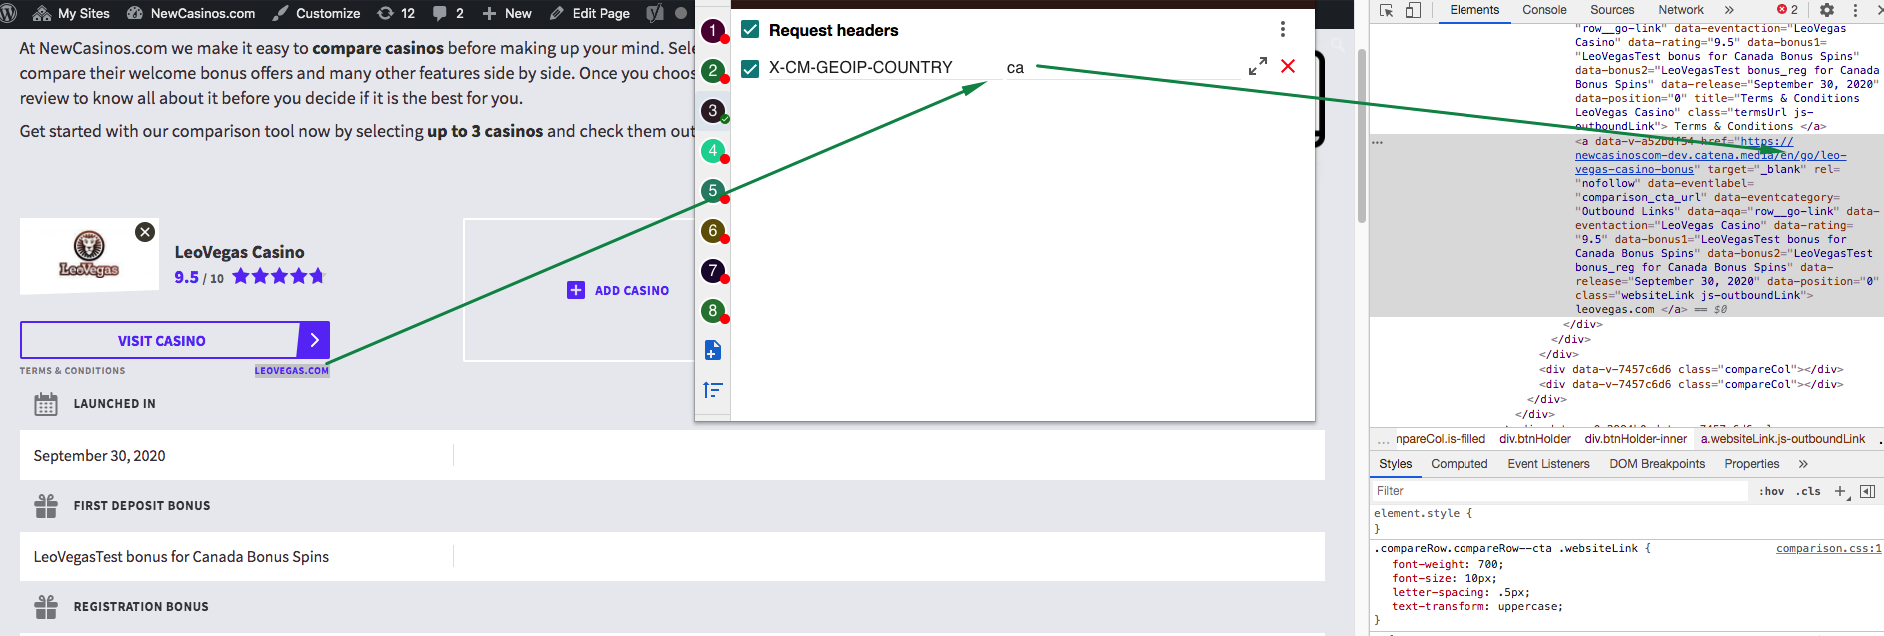 My Sites NewCasinos.com Customize 12 2 New Edit Page
At NewCasinos.com we make it easy to compare casinos before making up your mind. Sele
compare their welcome bonus offers and many other features side by side. Once you choos
review to know all about it before you decide if it is the best for you.
Get started with our comparison tool now by selecting up to 3 casinos and check them out
LeoVegas
LeoVegas Casino
9.5 / 10
VISIT CASINO
TERMS & CONDITIONS LEOVEGAS.COM
+ ADD CASINO
LAUNCHED IN
September 30, 2020
FIRST DEPOSIT BONUS
LeoVegasTest bonus for Canada Bonus Spins
REGISTRATION BONUS
1
2
3
4
5
6
7
8
Request headers
X-CM-GEOIP-COUNTRY ca
Elements Console Sources Network » 2
"row__go-link" data-eventaction="LeoVegas
Casino" data-rating="9.5" data-bonus1=
"LeoVegasTest bonus for Canada Bonus Spins"
data-bonus2="LeoVegasTest bonus_reg for Canada
Bonus Spins" data-release="September 30, 2020"
data-position="0" title="Terms & Conditions
LeoVegas Casino" class="termsUrl js-
outboundLink"> Terms & Conditions </a>
<a data-v-a52bdf54 href="https://
newcasinoscom-dev.catena.media/en/go/leo-
vegas-casino-bonus" target="_blank" rel=
"nofollow" data-eventlabel=
"comparison_cta_url" data-eventcategory=
"Outbound Links" data-aqa="row__go-link" data-
eventaction="LeoVegas Casino" data-rating=
"9.5" data-bonus1="LeoVegasTest bonus for
Canada Bonus Spins" data-bonus2="LeoVegasTest
bonus_reg for Canada Bonus Spins" data-
release="September 30, 2020" data-position="0"
class="websiteLink js-outboundLink">
leovegas.com </a> == $0
</div>
</div>
</div>
<div data-v-7457c6d6 class="compareCol"></div>
<div data-v-7457c6d6 class="compareCol"></div>
</div>
</div>
... mpareCol.is-filled div.btnHolder div.btnHolder-inner a.websiteLink.js-outboundLink
Styles Computed Event Listeners DOM Breakpoints Properties »
Filter :hov .cls +
element.style {
}
.compareRow.compareRow--cta .websiteLink { comparison.css:1
font-weight: 700;
font-size: 10px;
letter-spacing: .5px;
text-transform: uppercase;
}